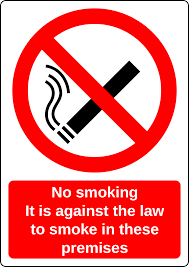 No smoking
It is against the law
to smoke in these
premises